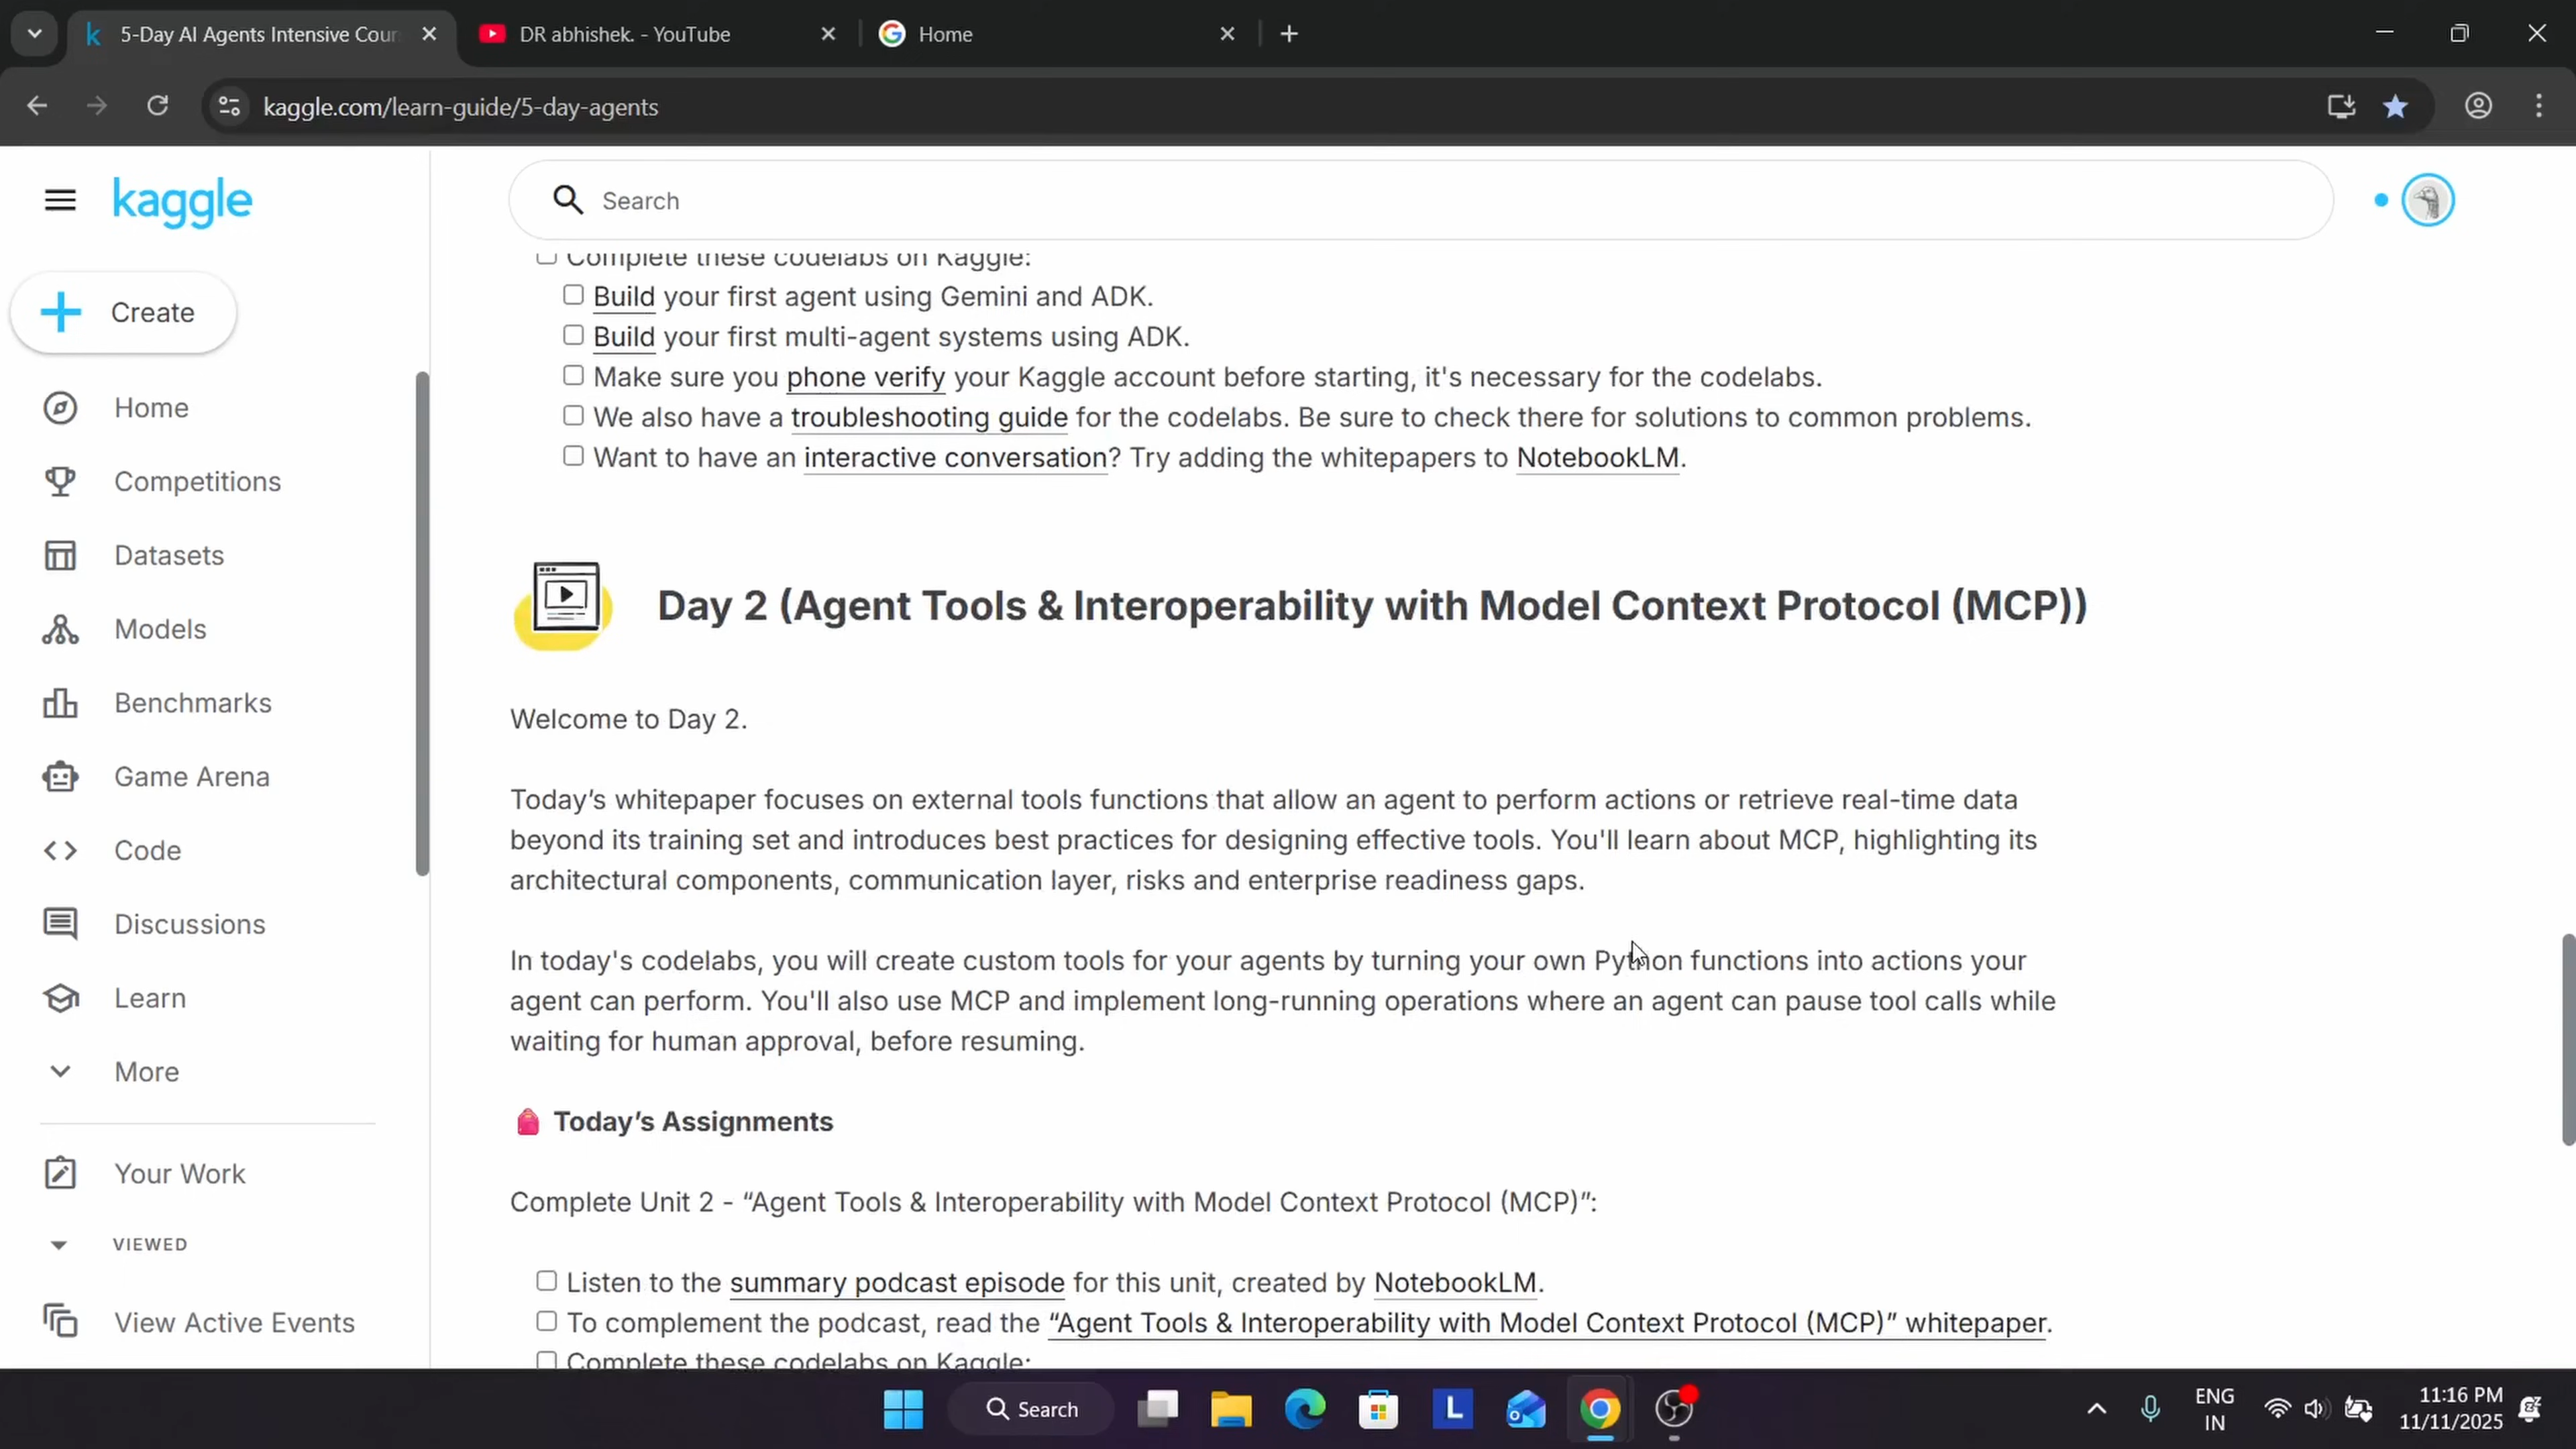 5-Day AI Agents Intensive Cour
DR abhishek. - YouTube
Home
kaggle.com/learn-guide/5-day-agents
kaggle
Search
Create
Home
Competitions
Datasets
Models
Benchmarks
Game Arena
Code
Discussions
Learn
More
Your Work
VIEWED
View Active Events
Complete these codelabs on Kaggle:
Build your first agent using Gemini and ADK.
Build your first multi-agent systems using ADK.
Make sure you phone verify your Kaggle account before starting, it's necessary for the codelabs.
We also have a troubleshooting guide for the codelabs. Be sure to check there for solutions to common problems.
Want to have an interactive conversation? Try adding the whitepapers to NotebookLM.
Day 2 (Agent Tools & Interoperability with Model Context Protocol (MCP))
Welcome to Day 2.
Today’s whitepaper focuses on external tools functions that allow an agent to perform actions or retrieve real-time data
beyond its training set and introduces best practices for designing effective tools. You'll learn about MCP, highlighting its
architectural components, communication layer, risks and enterprise readiness gaps.
In today's codelabs, you will create custom tools for your agents by turning your own Python functions into actions your
agent can perform. You'll also use MCP and implement long-running operations where an agent can pause tool calls while
waiting for human approval, before resuming.
Today’s Assignments
Complete Unit 2 - “Agent Tools & Interoperability with Model Context Protocol (MCP)”:
Listen to the summary podcast episode for this unit, created by NotebookLM.
To complement the podcast, read the “Agent Tools & Interoperability with Model Context Protocol (MCP)” whitepaper.
Complete these codelabs on Kaggle:
Search
L
ENG
IN
11:16 PM
11/11/2025